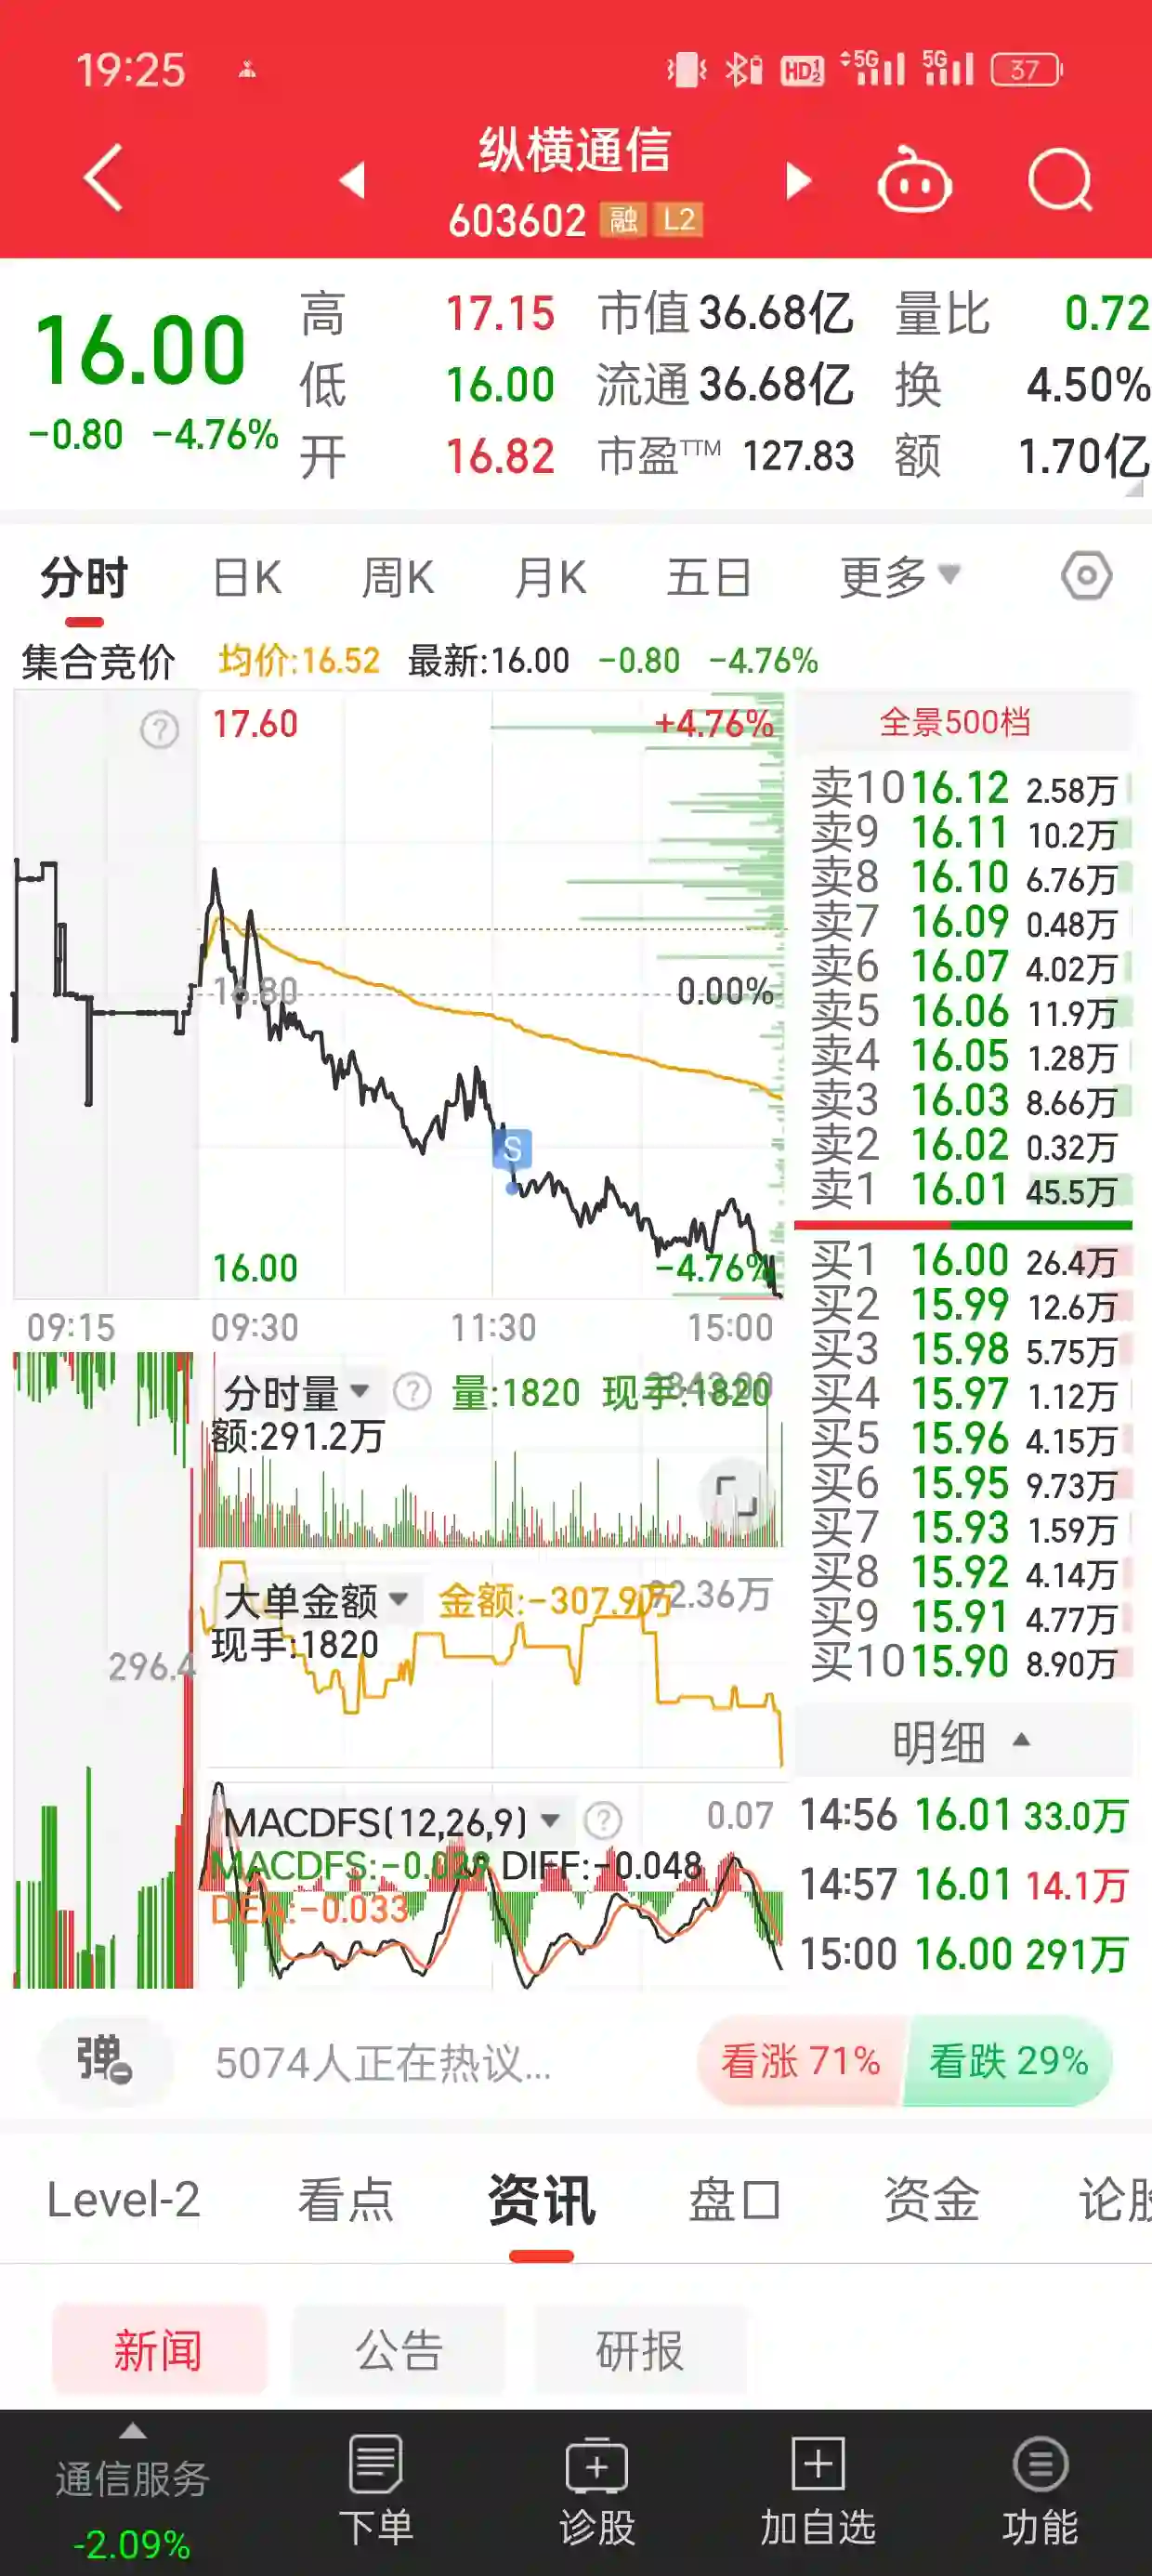 19:25 HD 5G 5G 37
纵横通信
603602 融 L2
16.00
-0.80 -4.76%
高 17.15 市值 36.68亿 量比 0.72
低 16.00 流通 36.68亿 换 4.50%
开 16.82 市盈TTM 127.83 额 1.70亿
分时 日K 周K 月K 五日 更多
集合竞价 均价:16.52 最新:16.00 -0.80 -4.76%
17.60 +4.76%
16.80 0.00%
S
16.00 -4.76%
09:15 09:30 11:30 15:00
分时量 ? 量:1820 现手:1820
额:291.2万
大单金额 金额:-307.9万
现手:1820
296.4
MACDFS(12,26,9) ? 0.07
MACDFS:-0.029 DIFF:-0.048
DEA:-0.033
全景500档
卖10 16.12 2.58万
卖9 16.11 10.2万
卖8 16.10 6.76万
卖7 16.09 0.48万
卖6 16.07 4.02万
卖5 16.06 11.9万
卖4 16.05 1.28万
卖3 16.03 8.66万
卖2 16.02 0.32万
卖1 16.01 45.5万
买1 16.00 26.4万
买2 15.99 12.6万
买3 15.98 5.75万
买4 15.97 1.12万
买5 15.96 4.15万
买6 15.95 9.73万
买7 15.93 1.59万
买8 15.92 4.14万
买9 15.91 4.77万
买10 15.90 8.90万
明细
14:56 16.01 33.0万
14:57 16.01 14.1万
15:00 16.00 291万
弹 5074人正在热议... 看涨 71% 看跌 29%
Level-2 看点 资讯 盘口 资金 论股
新闻 公告 研报
通信服务 下单 诊股 加自选 功能
-2.09%